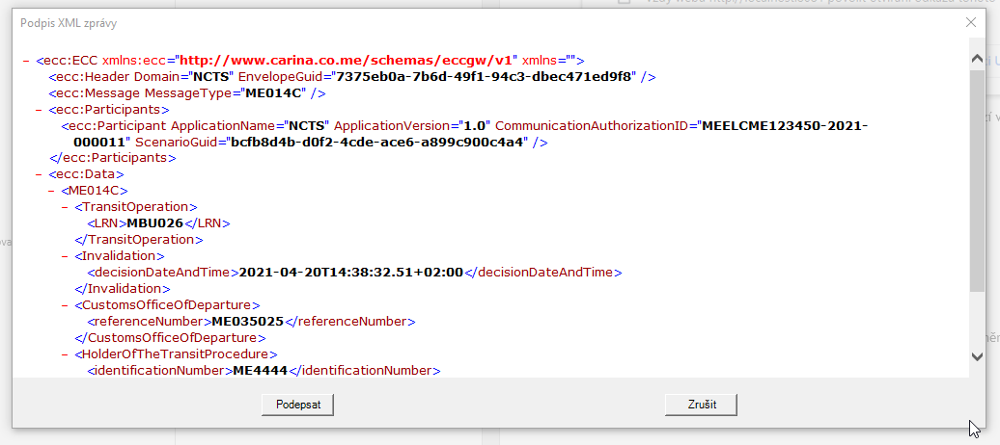 Podpis XML zprávy
– <ecc:ECC xmlns:ecc="http://www.carina.co.me/schemas/eccgw/v1" xmlns="">
<ecc:Header Domain="NCTS" EnvelopeGuid="7375eb0a-7b6d-49f1-94c3-dbec471ed9f8" />
<ecc:Message MessageType="ME014C" />
– <ecc:Participants>
<ecc:Participant ApplicationName="NCTS" ApplicationVersion="1.0" CommunicationAuthorizationID="MEELCME123450-2021-
000011" ScenarioGuid="bcfb8d4b-d0f2-4cde-ace6-a899c900c4a4" />
</ecc:Participants>
– <ecc:Data>
– <ME014C>
– <TransitOperation>
<LRN>MBU026</LRN>
</TransitOperation>
– <Invalidation>
<decisionDateAndTime>2021-04-20T14:38:32.51+02:00</decisionDateAndTime>
</Invalidation>
– <CustomsOfficeOfDeparture>
<referenceNumber>ME035025</referenceNumber>
</CustomsOfficeOfDeparture>
– <HolderOfTheTransitProcedure>
<identificationNumber>ME4444</identificationNumber>
Podepsat
Zrušit